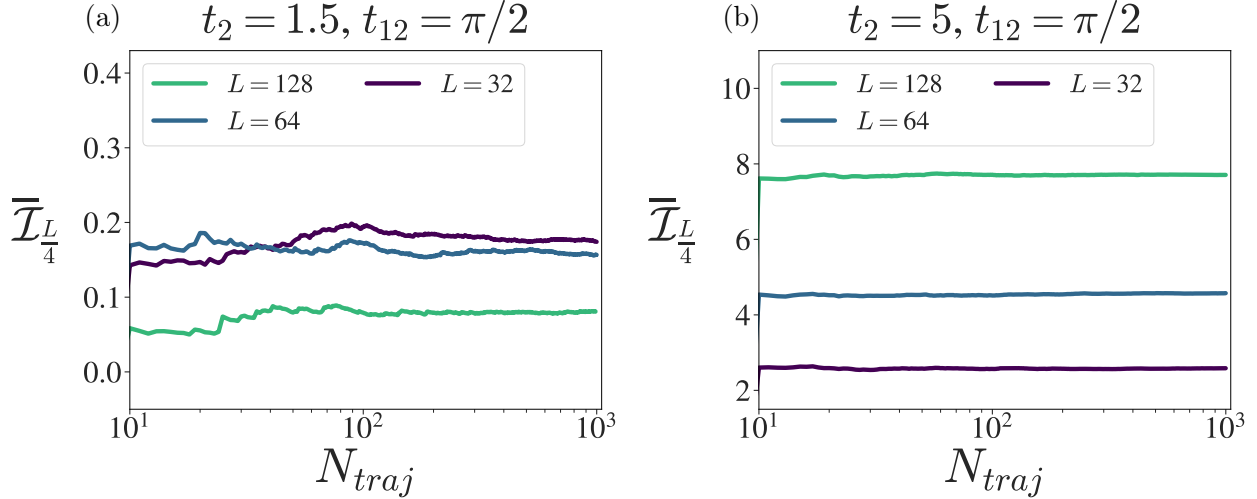 (a) t_2 = 1.5, t_{12} = π/2
0.4
0.3
0.2
0.1
0.0
L = 128
L = 64
L = 32
\overline{\mathcal{I}}_{\frac{L}{4}}
10^1 10^2 10^3
N_{traj}
(b) t_2 = 5, t_{12} = π/2
10
8
6
4
2
L = 128
L = 64
L = 32
\overline{\mathcal{I}}_{\frac{L}{4}}
10^1 10^2 10^3
N_{traj}